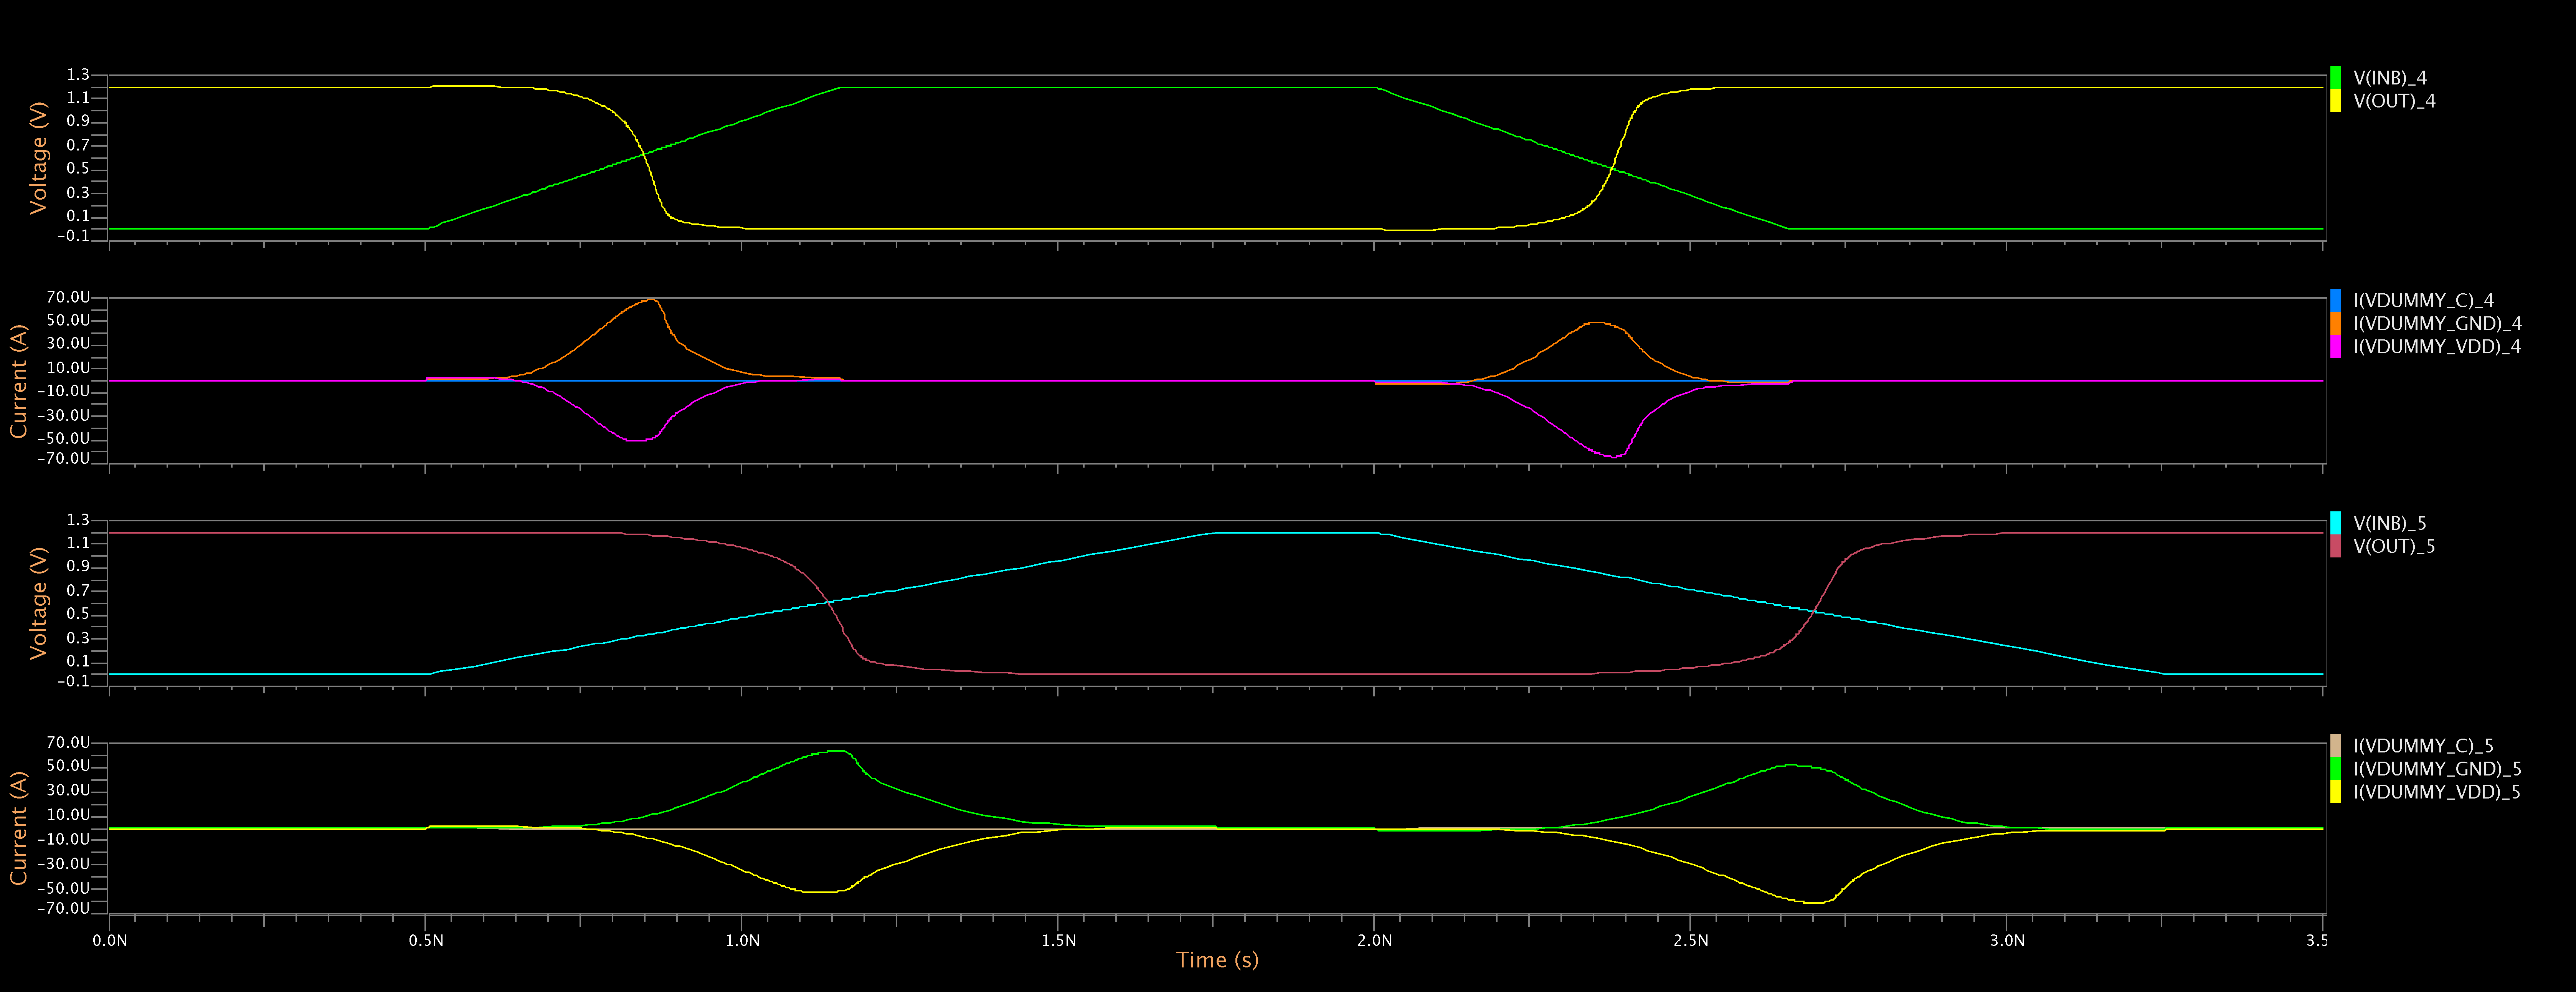 1.3
1.1
0.9
0.7
0.5
0.3
0.1
-0.1
Voltage (V)
V(INB)_4
V(OUT)_4
70.0U
50.0U
30.0U
10.0U
-10.0U
-30.0U
-50.0U
-70.0U
Current (A)
I(VDUMMY_C)_4
I(VDUMMY_GND)_4
I(VDUMMY_VDD)_4
1.3
1.1
0.9
0.7
0.5
0.3
0.1
-0.1
Voltage (V)
V(INB)_5
V(OUT)_5
70.0U
50.0U
30.0U
10.0U
-10.0U
-30.0U
-50.0U
-70.0U
Current (A)
I(VDUMMY_C)_5
I(VDUMMY_GND)_5
I(VDUMMY_VDD)_5
0.0N 0.5N 1.0N 1.5N 2.0N 2.5N 3.0N 3.5
Time (s)